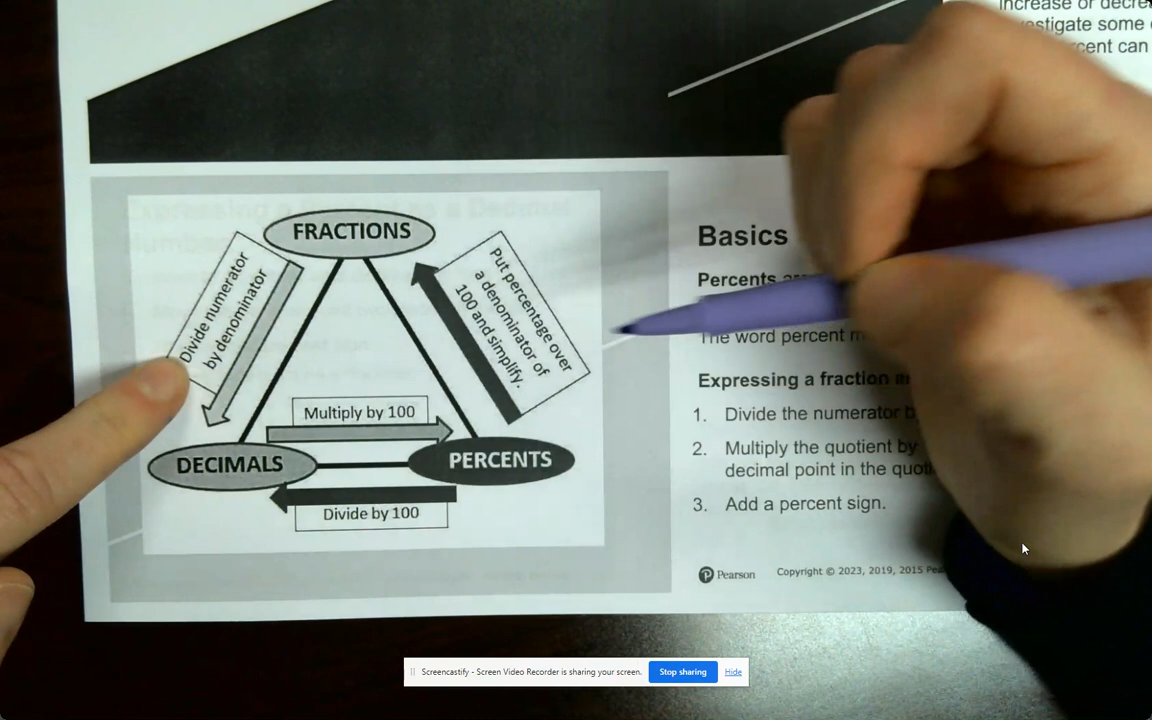 increase or decre
vestigate some
cent can
FRACTIONS
Divide numerator
by denominator
Put percentage over
a denominator of
100 and simplify.
Multiply by 100
DECIMALS
PERCENTS
Divide by 100
Basics
Percents
The word percent m
Expressing a fraction
1. Divide the numerator b
2. Multiply the quotient by
decimal point in the quoti
3. Add a percent sign.
Pearson
Copyright © 2023, 2019, 2015 Pea
Screencastify - Screen Video Recorder is sharing your screen.
Stop sharing
Hide